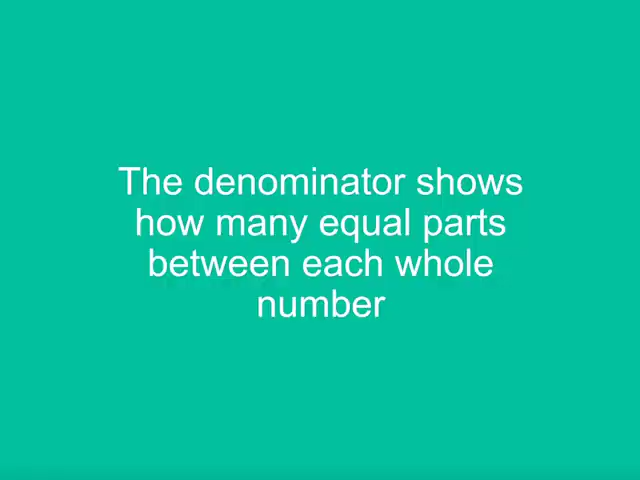 The denominator shows
how many equal parts
between each whole
number